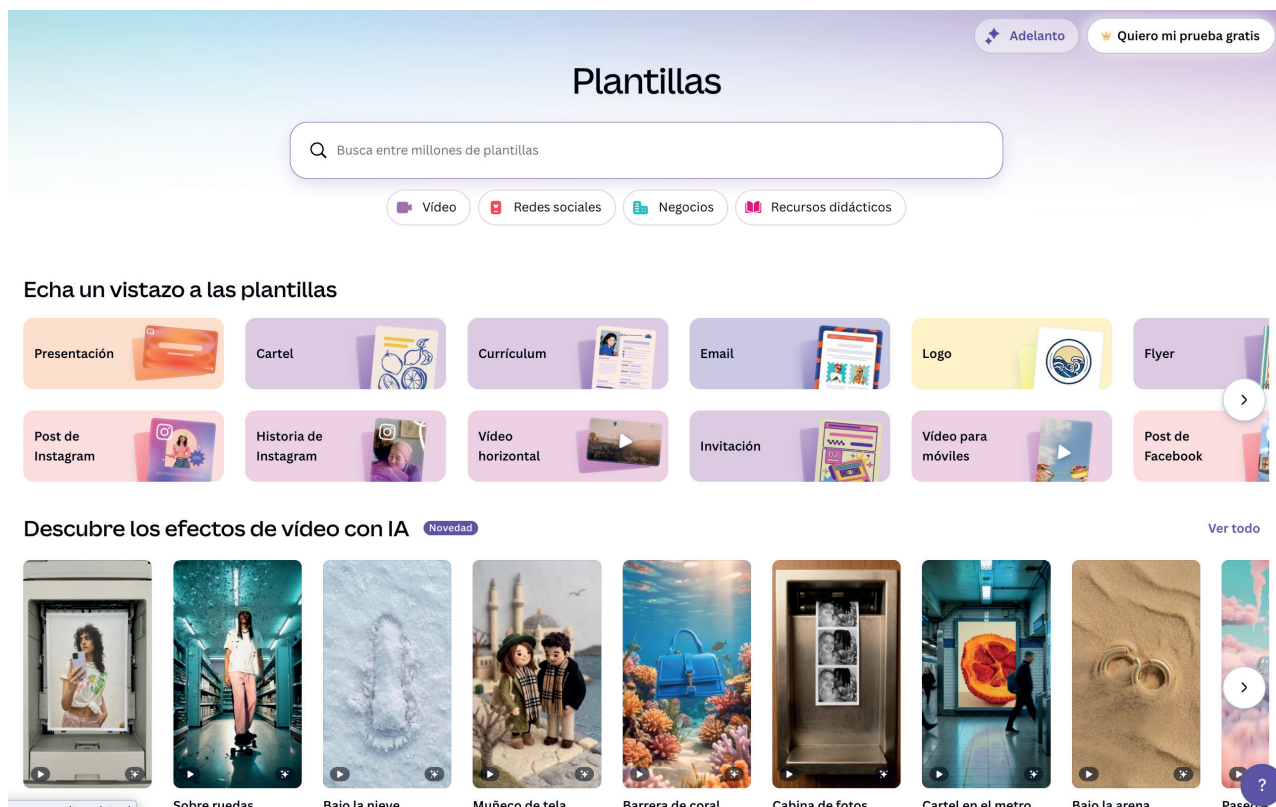 Adelanto
Quiero mi prueba gratis
Plantillas
Busca entre millones de plantillas
Vídeo
Redes sociales
Negocios
Recursos didácticos
Echa un vistazo a las plantillas
Presentación
Cartel
Currículum
Email
Logo
Flyer
Post de
Instagram
Historia de
Instagram
Vídeo
horizontal
Invitación
Vídeo para
móviles
Post de
Facebook
Descubre los efectos de vídeo con IA
Novedad
Ver todo
Sobre ruedas
Bajo la nieve
Muñeco de tela
Barrera de coral
Cabina de fotos
Cartel en el metro
Bajo la arena
?